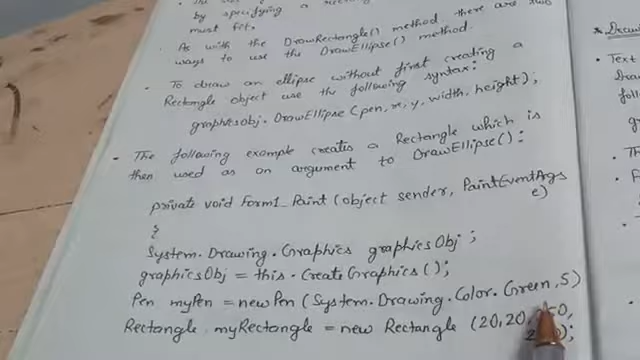 by specifying a
must fit.
As with the DrawRectangle() method there are two
ways to use the DrawEllipse() method.
To draw an ellipse without first creating a
Rectangle object use the following syntax:
graphicsobj. DrawEllipse (pen, x, y, width, height);
The following example creates a Rectangle which is
then used as an argument to DrawEllipse():
private void Form1_Paint (object sender, PaintEventArgs
e)
{
System.Drawing.Graphics graphicsObj;
graphicsObj = this.CreateGraphics();
Pen myPen = newPen (System.Drawing.Color.Green,5)
Rectangle myRectangle = new Rectangle (20,20,
Text